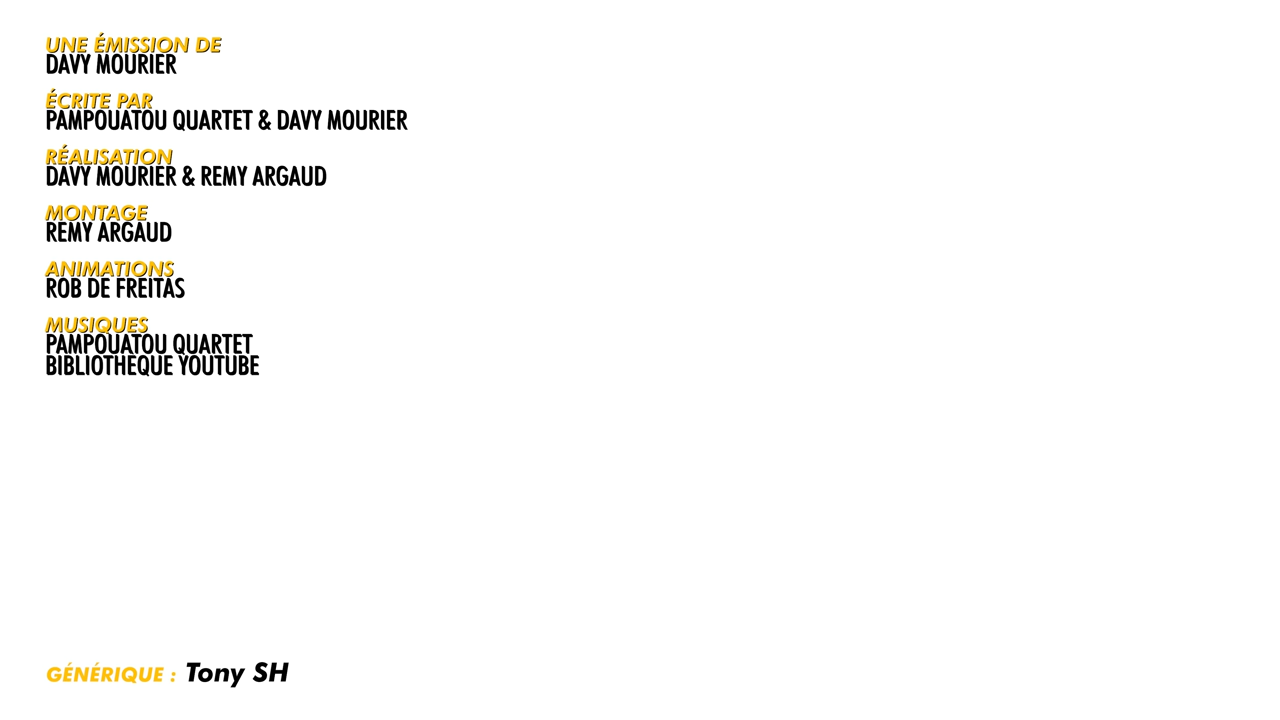 UNE ÉMISSION DE
DAVY MOURIER
ÉCRITE PAR
PAMPOUATOU QUARTET & DAVY MOURIER
RÉALISATION
DAVY MOURIER & REMY ARGAUD
MONTAGE
REMY ARGAUD
ANIMATIONS
ROB DE FREITAS
MUSIQUES
PAMPOUATOU QUARTET
BIBLIOTHÈQUE YOUTUBE
GÉNÉRIQUE : Tony SH